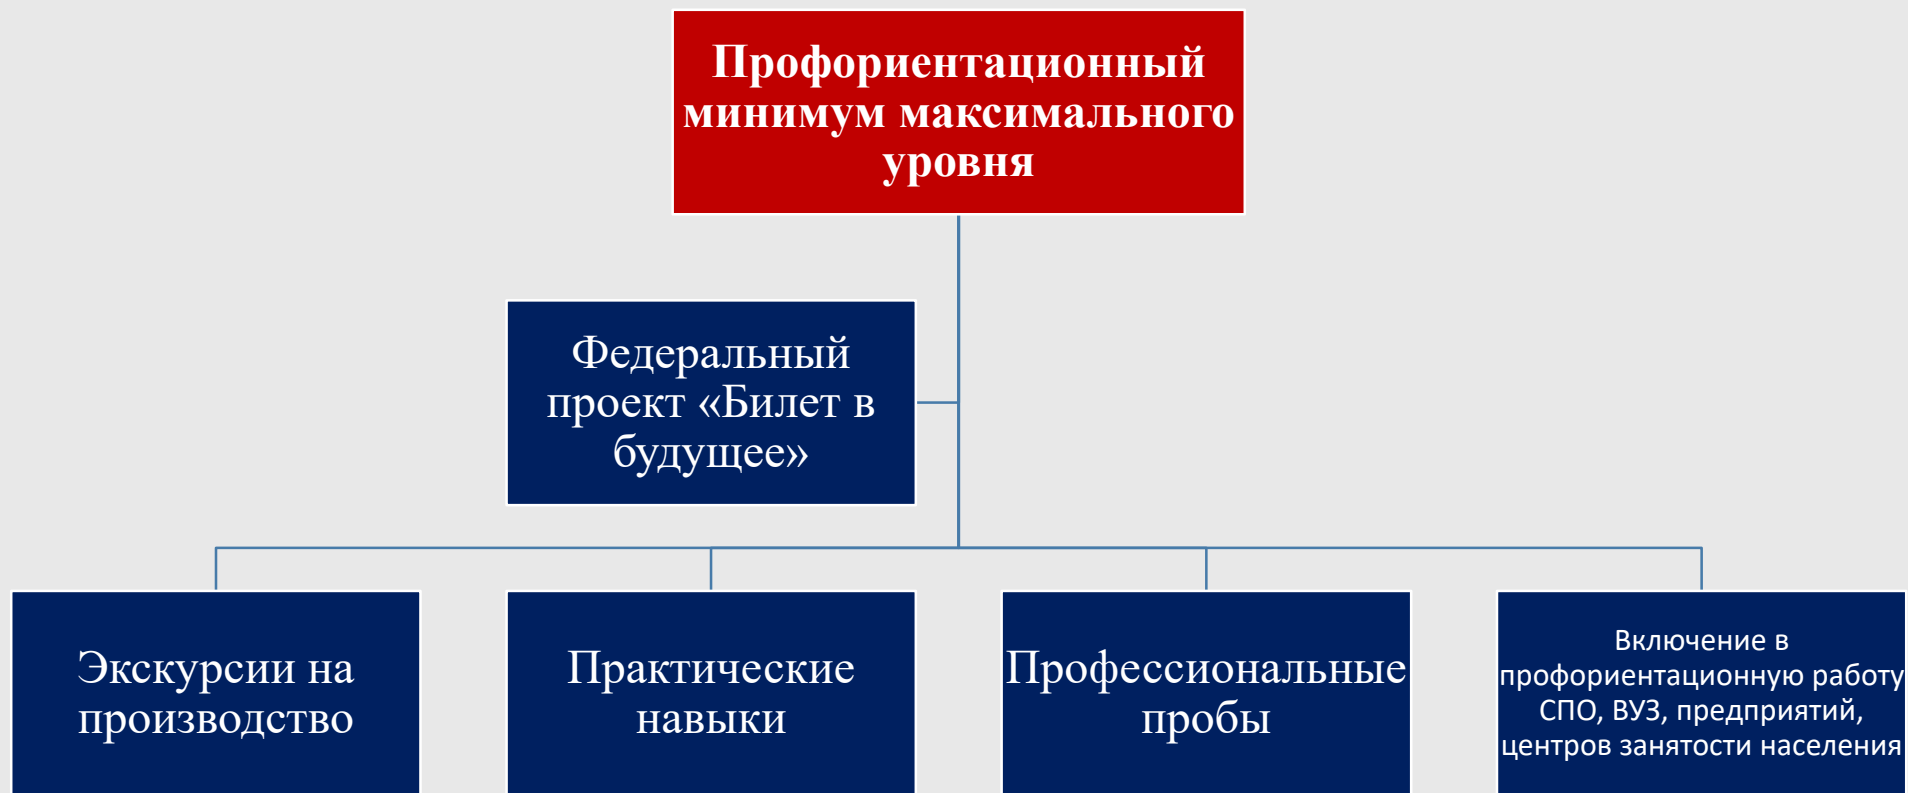 Профориентационный
минимум максимального
уровня
Федеральный
проект «Билет в
будущее»
Экскурсии на
производство
Практические
навыки
Профессиональные
пробы
Включение в
профориентационную работу
СПО, ВУЗ, предприятий,
центров занятости населения